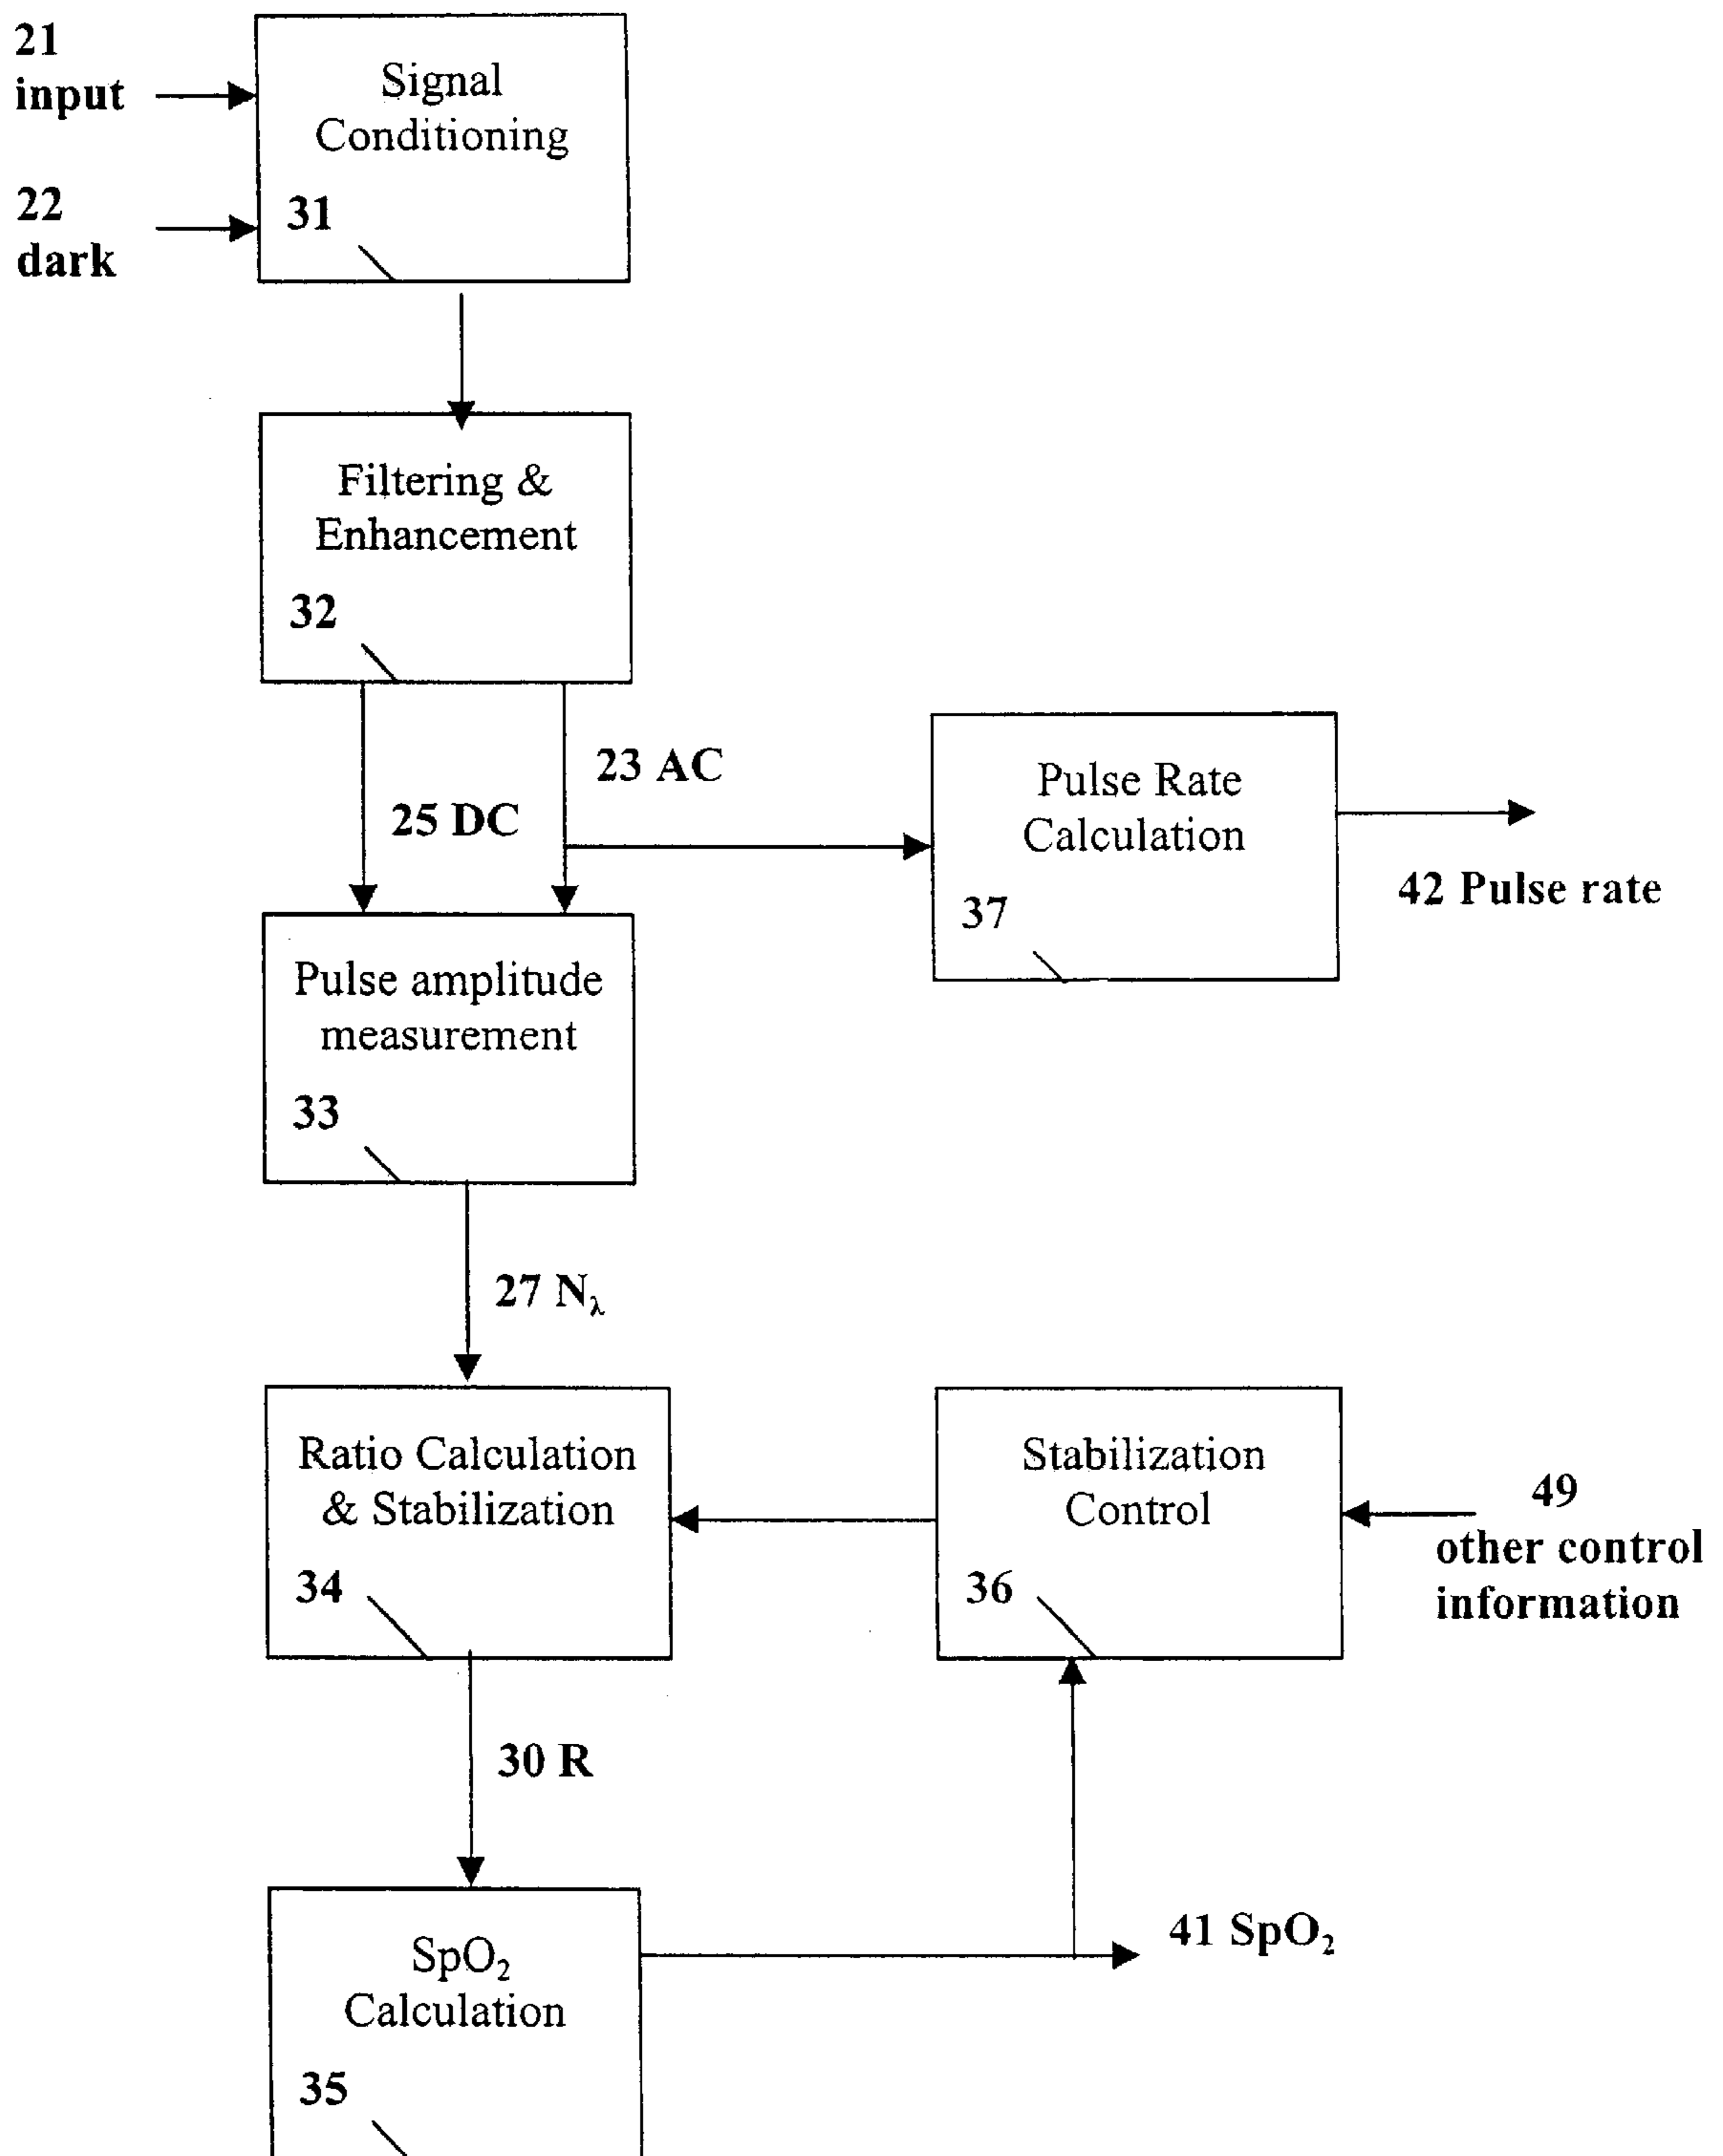 21
input
Signal
Conditioning
22
dark
31
Filtering &
Enhancement
32
23 AC
25 DC
Pulse Rate
Calculation
37
42 Pulse rate
Pulse amplitude
measurement
33
27 Nλ
Ratio Calculation
& Stabilization
34
Stabilization
Control
36
49
other control
information
30 R
SpO₂
Calculation
35
41 SpO₂